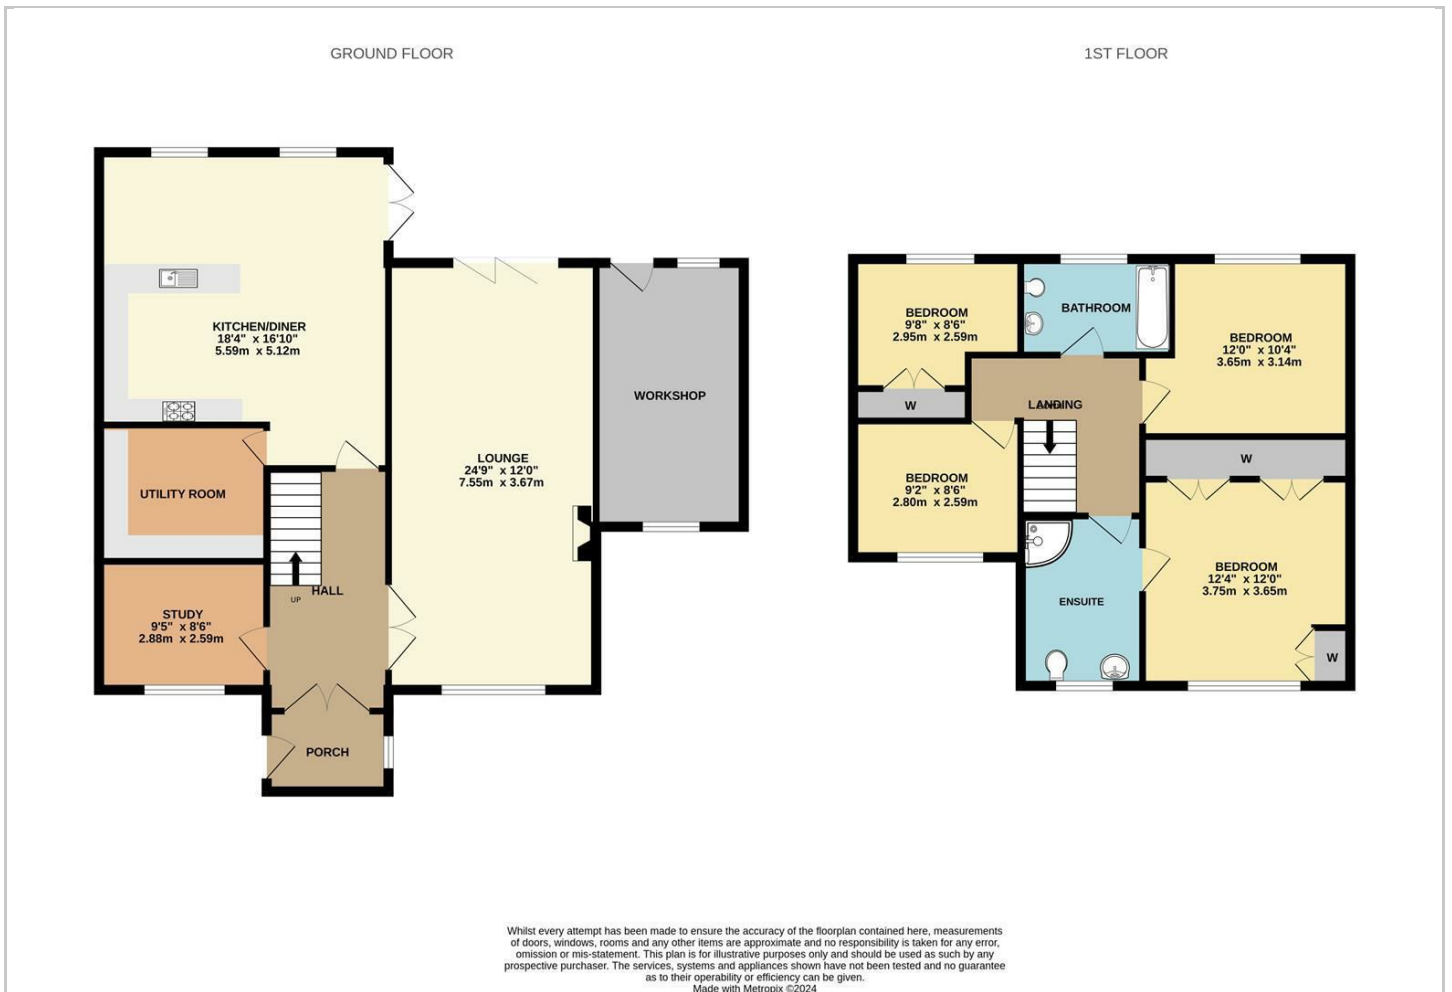 GROUND FLOOR
KITCHEN/DINER
18'4" x 16'10"
5.59m x 5.12m
UTILITY ROOM
STUDY
9'5" x 8'6"
2.88m x 2.59m
UP
HALL
PORCH
LOUNGE
24'9" x 12'0"
7.55m x 3.67m
WORKSHOP
1ST FLOOR
BEDROOM
9'8" x 8'6"
2.95m x 2.59m
W
BATHROOM
BEDROOM
12'0" x 10'4"
3.65m x 3.14m
LANDING
BEDROOM
9'2" x 8'6"
2.80m x 2.59m
W
ENSUITE
BEDROOM
12'4" x 12'0"
3.75m x 3.65m
W
Whilst every attempt has been made to ensure the accuracy of the floorplan contained here, measurements
of doors, windows, rooms and any other items are approximate and no responsibility is taken for any error,
omission or mis-statement. This plan is for illustrative purposes only and should be used as such by any
prospective purchaser. The services, systems and appliances shown have not been tested and no guarantee
as to their operability or efficiency can be given.
Made with Metropix ©2024